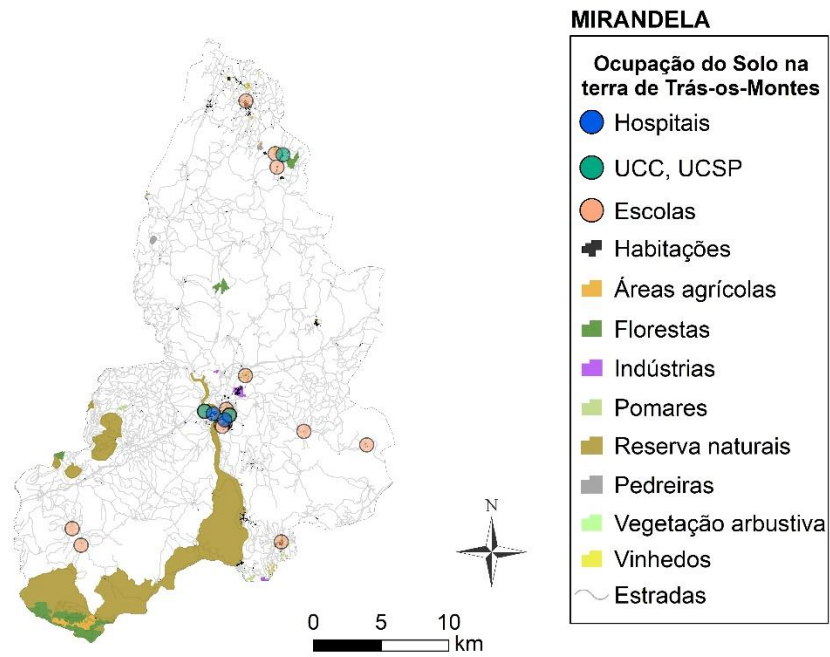 MIRANDELA
Ocupação do Solo na
terra de Trás-os-Montes
Hospitais
UCC, UCSP
Escolas
Habitações
Áreas agrícolas
Florestas
Indústrias
Pomares
Reserva naturais
Pedreiras
Vegetação arbustiva
Vinhedos
Estradas
N
0 5 10
km